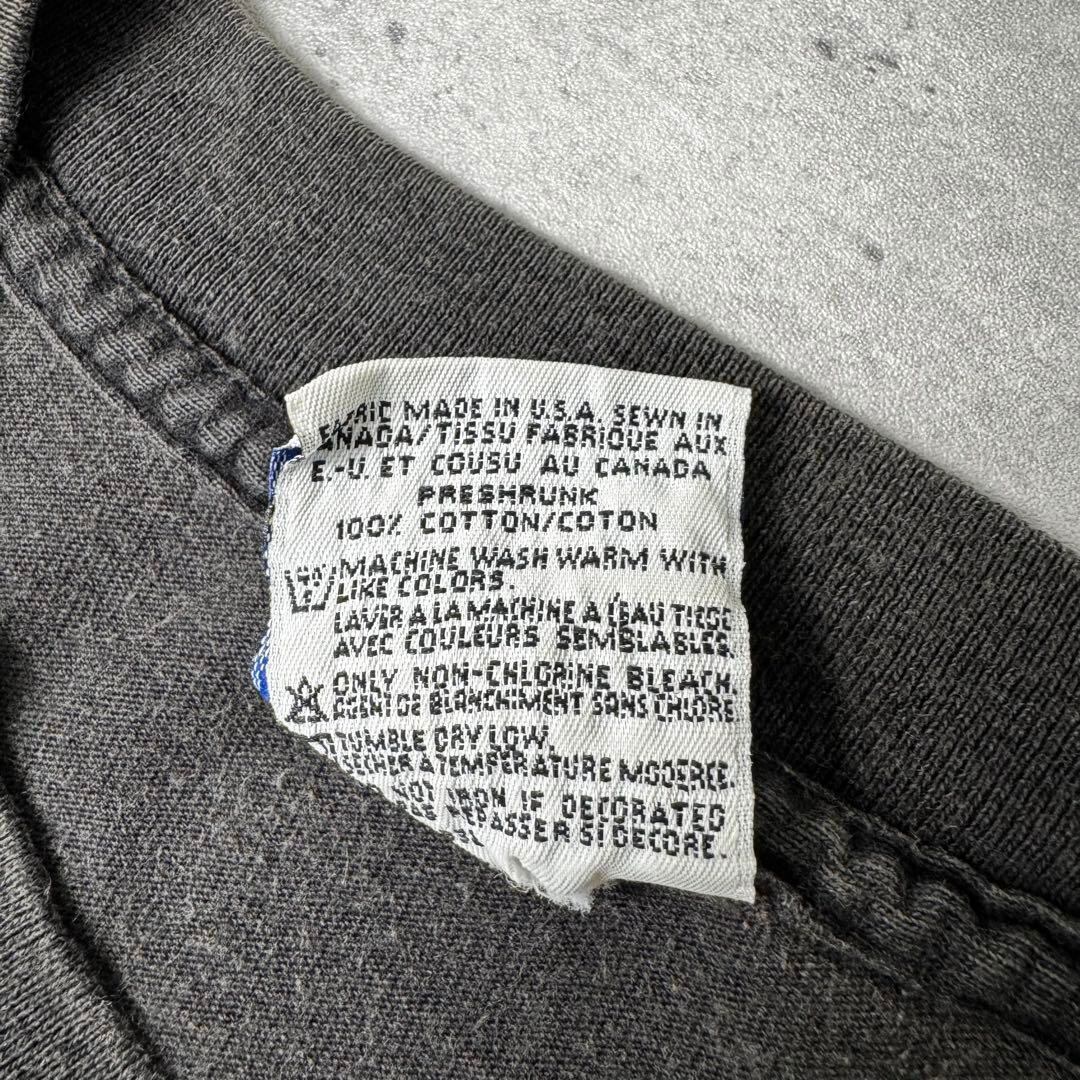 FABRIC MADE IN U.S.A. SEWN IN
CANADA/TISSU FABRIQUE AUX
E.-U. ET COUSU AU CANADA
PRESHRUNK
100% COTTON/COTON
MACHINE WASH WARM WITH
LIKE COLORS.
LAVER A LA MACHINE A L'EAU TIEDE
AVEC COULEURS SEMBLABLES.
ONLY NON-CHLORINE BLEACH.
AGENT DE BLANCHIMENT SANS CHLORE
TUMBLE DRY LOW.
SECHER A TEMPERATURE MODEREE.
NOT IRON IF DECORATED
REPASSER SI DECORE.